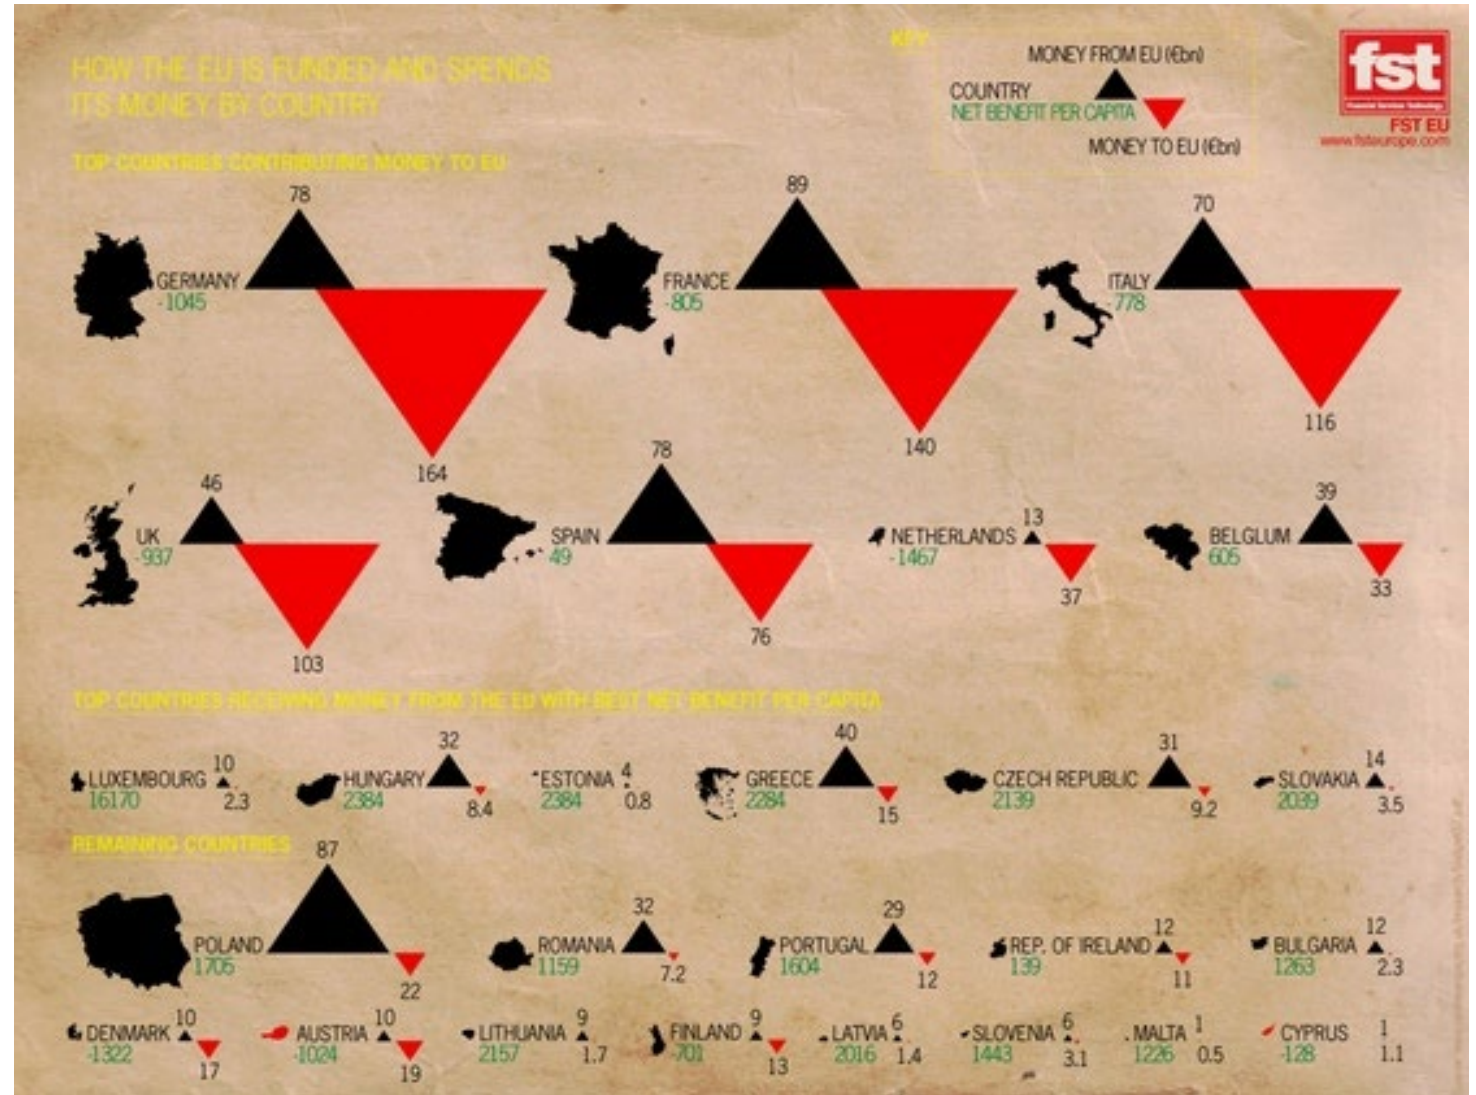 HOW THE EU IS FUNDED AND SPENDS
ITS MONEY BY COUNTRY
KEY
MONEY FROM EU (€bn)
COUNTRY
NET BENEFIT PER CAPITA
MONEY TO EU (€bn)
fst
Financial Services Technology
FST EU
www.fsteurope.com
TOP COUNTRIES CONTRIBUTING MONEY TO EU
78
GERMANY
-1045
164
89
FRANCE
-805
140
70
ITALY
-778
116
46
UK
-937
103
78
SPAIN
49
76
13
NETHERLANDS
-1467
37
39
BELGLUM
605
33
TOP COUNTRIES RECEIVING MONEY FROM THE EU WITH BEST NET BENEFIT PER CAPITA
10
LUXEMBOURG
16170
2.3
32
HUNGARY
2384
8.4
4
ESTONIA
2384
0.8
40
GREECE
2284
15
31
CZECH REPUBLIC
2139
9.2
14
SLOVAKIA
2039
3.5
REMAINING COUNTRIES
87
POLAND
1705
22
32
ROMANIA
1159
7.2
29
PORTUGAL
1604
12
12
REP. OF IRELAND
139
11
12
BULGARIA
1263
2.3
10
DENMARK
-1322
17
10
AUSTRIA
-1024
19
9
LITHUANIA
2157
1.7
9
FINLAND
-701
13
6
LATVIA
2016
1.4
6
SLOVENIA
1443
3.1
1
MALTA
1226
0.5
1
CYPRUS
-128
1.1